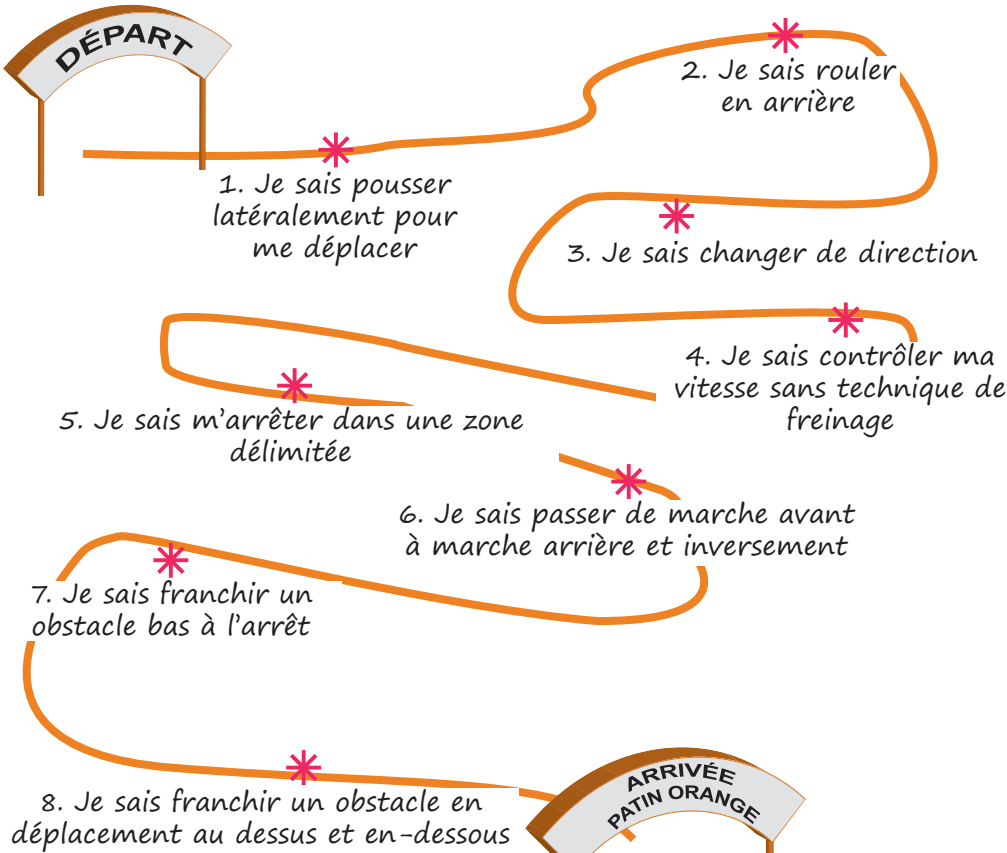 DÉPART
1. Je sais pousser
latéralement pour
me déplacer
2. Je sais rouler
en arrière
3. Je sais changer de direction
4. Je sais contrôler ma
vitesse sans technique de
freinage
5. Je sais m'arrêter dans une zone
délimitée
6. Je sais passer de marche avant
à marche arrière et inversement
7. Je sais franchir un
obstacle bas à l'arrêt
8. Je sais franchir un obstacle en
déplacement au dessus et en-dessous
ARRIVÉE
PATIN ORANGE